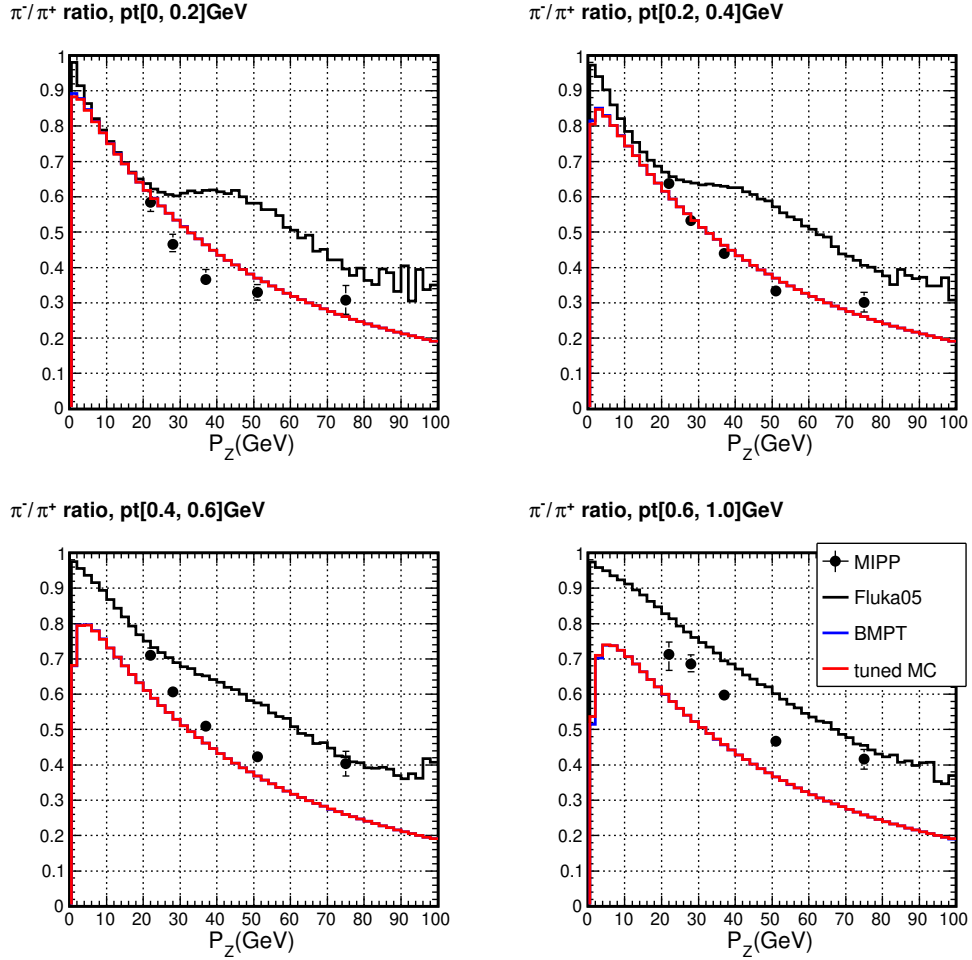 π⁻/π⁺ ratio, pt[0, 0.2]GeV
1
0.9
0.8
0.7
0.6
0.5
0.4
0.3
0.2
0.1
0
0 10 20 30 40 50 60 70 80 90 100
P_Z(GeV)
π⁻/π⁺ ratio, pt[0.2, 0.4]GeV
1
0.9
0.8
0.7
0.6
0.5
0.4
0.3
0.2
0.1
0
0 10 20 30 40 50 60 70 80 90 100
P_Z(GeV)
π⁻/π⁺ ratio, pt[0.4, 0.6]GeV
1
0.9
0.8
0.7
0.6
0.5
0.4
0.3
0.2
0.1
0
0 10 20 30 40 50 60 70 80 90 100
P_Z(GeV)
π⁻/π⁺ ratio, pt[0.6, 1.0]GeV
1
0.9
0.8
0.7
0.6
0.5
0.4
0.3
0.2
0.1
0
0 10 20 30 40 50 60 70 80 90 100
P_Z(GeV)
MIPP
Fluka05
BMPT
tuned MC